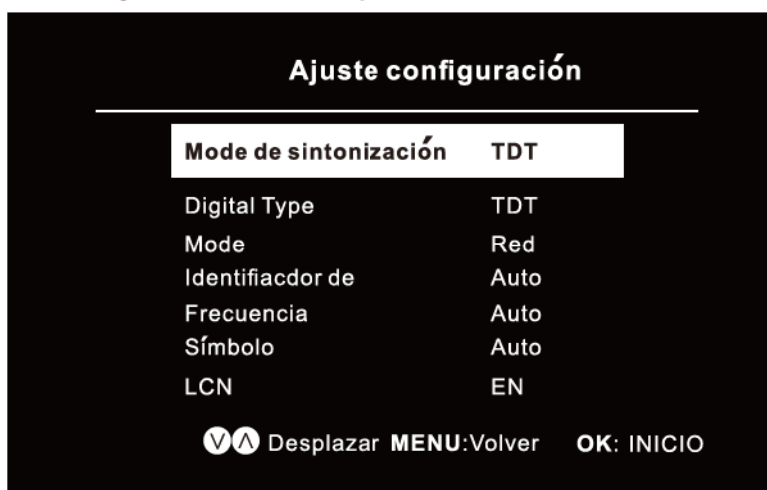 Ajuste configuración
Mode de sintonización TDT
Digital Type TDT
Mode Red
Identifiacdor de Auto
Frecuencia Auto
Símbolo Auto
LCN EN
Desplazar MENU:Volver OK: INICIO